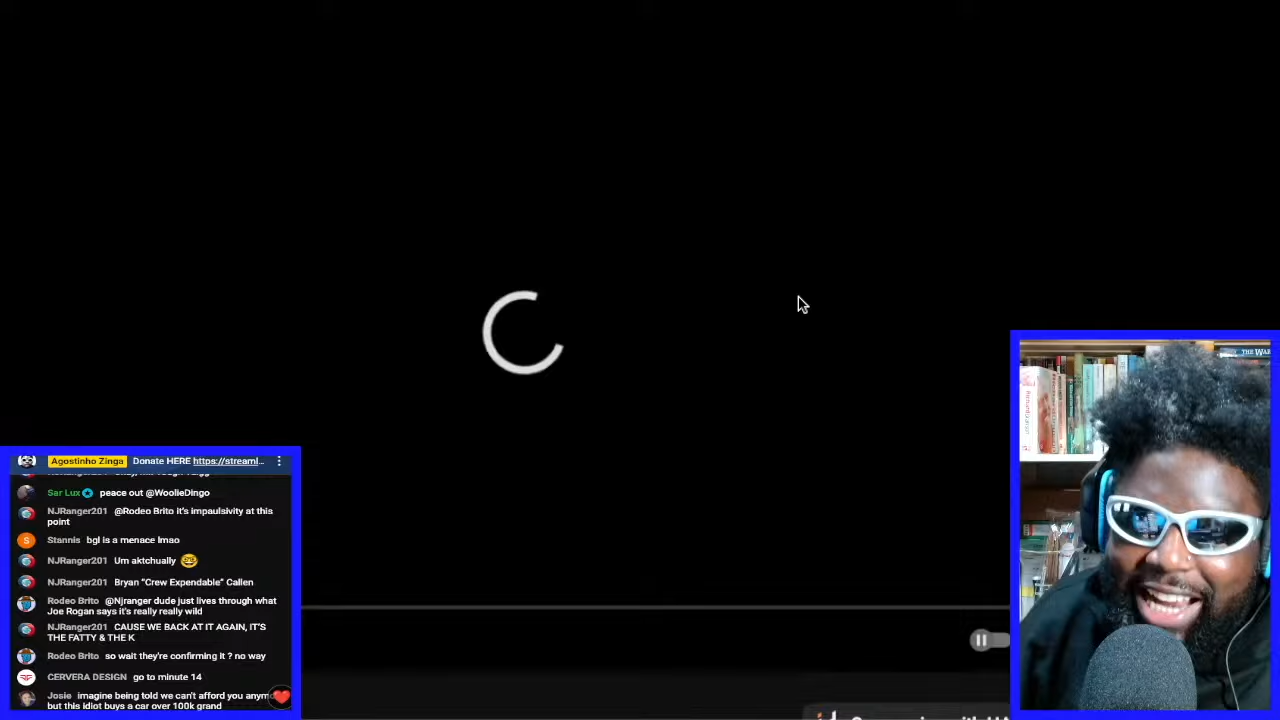 Agostinho Zinga Donate HERE https://streaml...
Sar Lux peace out @WoolieDingo
NJRanger201 @Rodeo Brito it's impaulsivity at this
point
Stannis bgl is a menace lmao
NJRanger201 Um aktchually
NJRanger201 Bryan “Crew Expendable” Callen
Rodeo Brito @Njranger dude just lives through what
Joe Rogan says it's really really wild
NJRanger201 CAUSE WE BACK AT IT AGAIN, IT'S
THE FATTY & THE K
Rodeo Brito so wait they're confirming it ? no way
CERVERA DESIGN go to minute 14
Josie imagine being told we can't afford you anymo
but this idiot buys a car over 100k grand
THE WAR